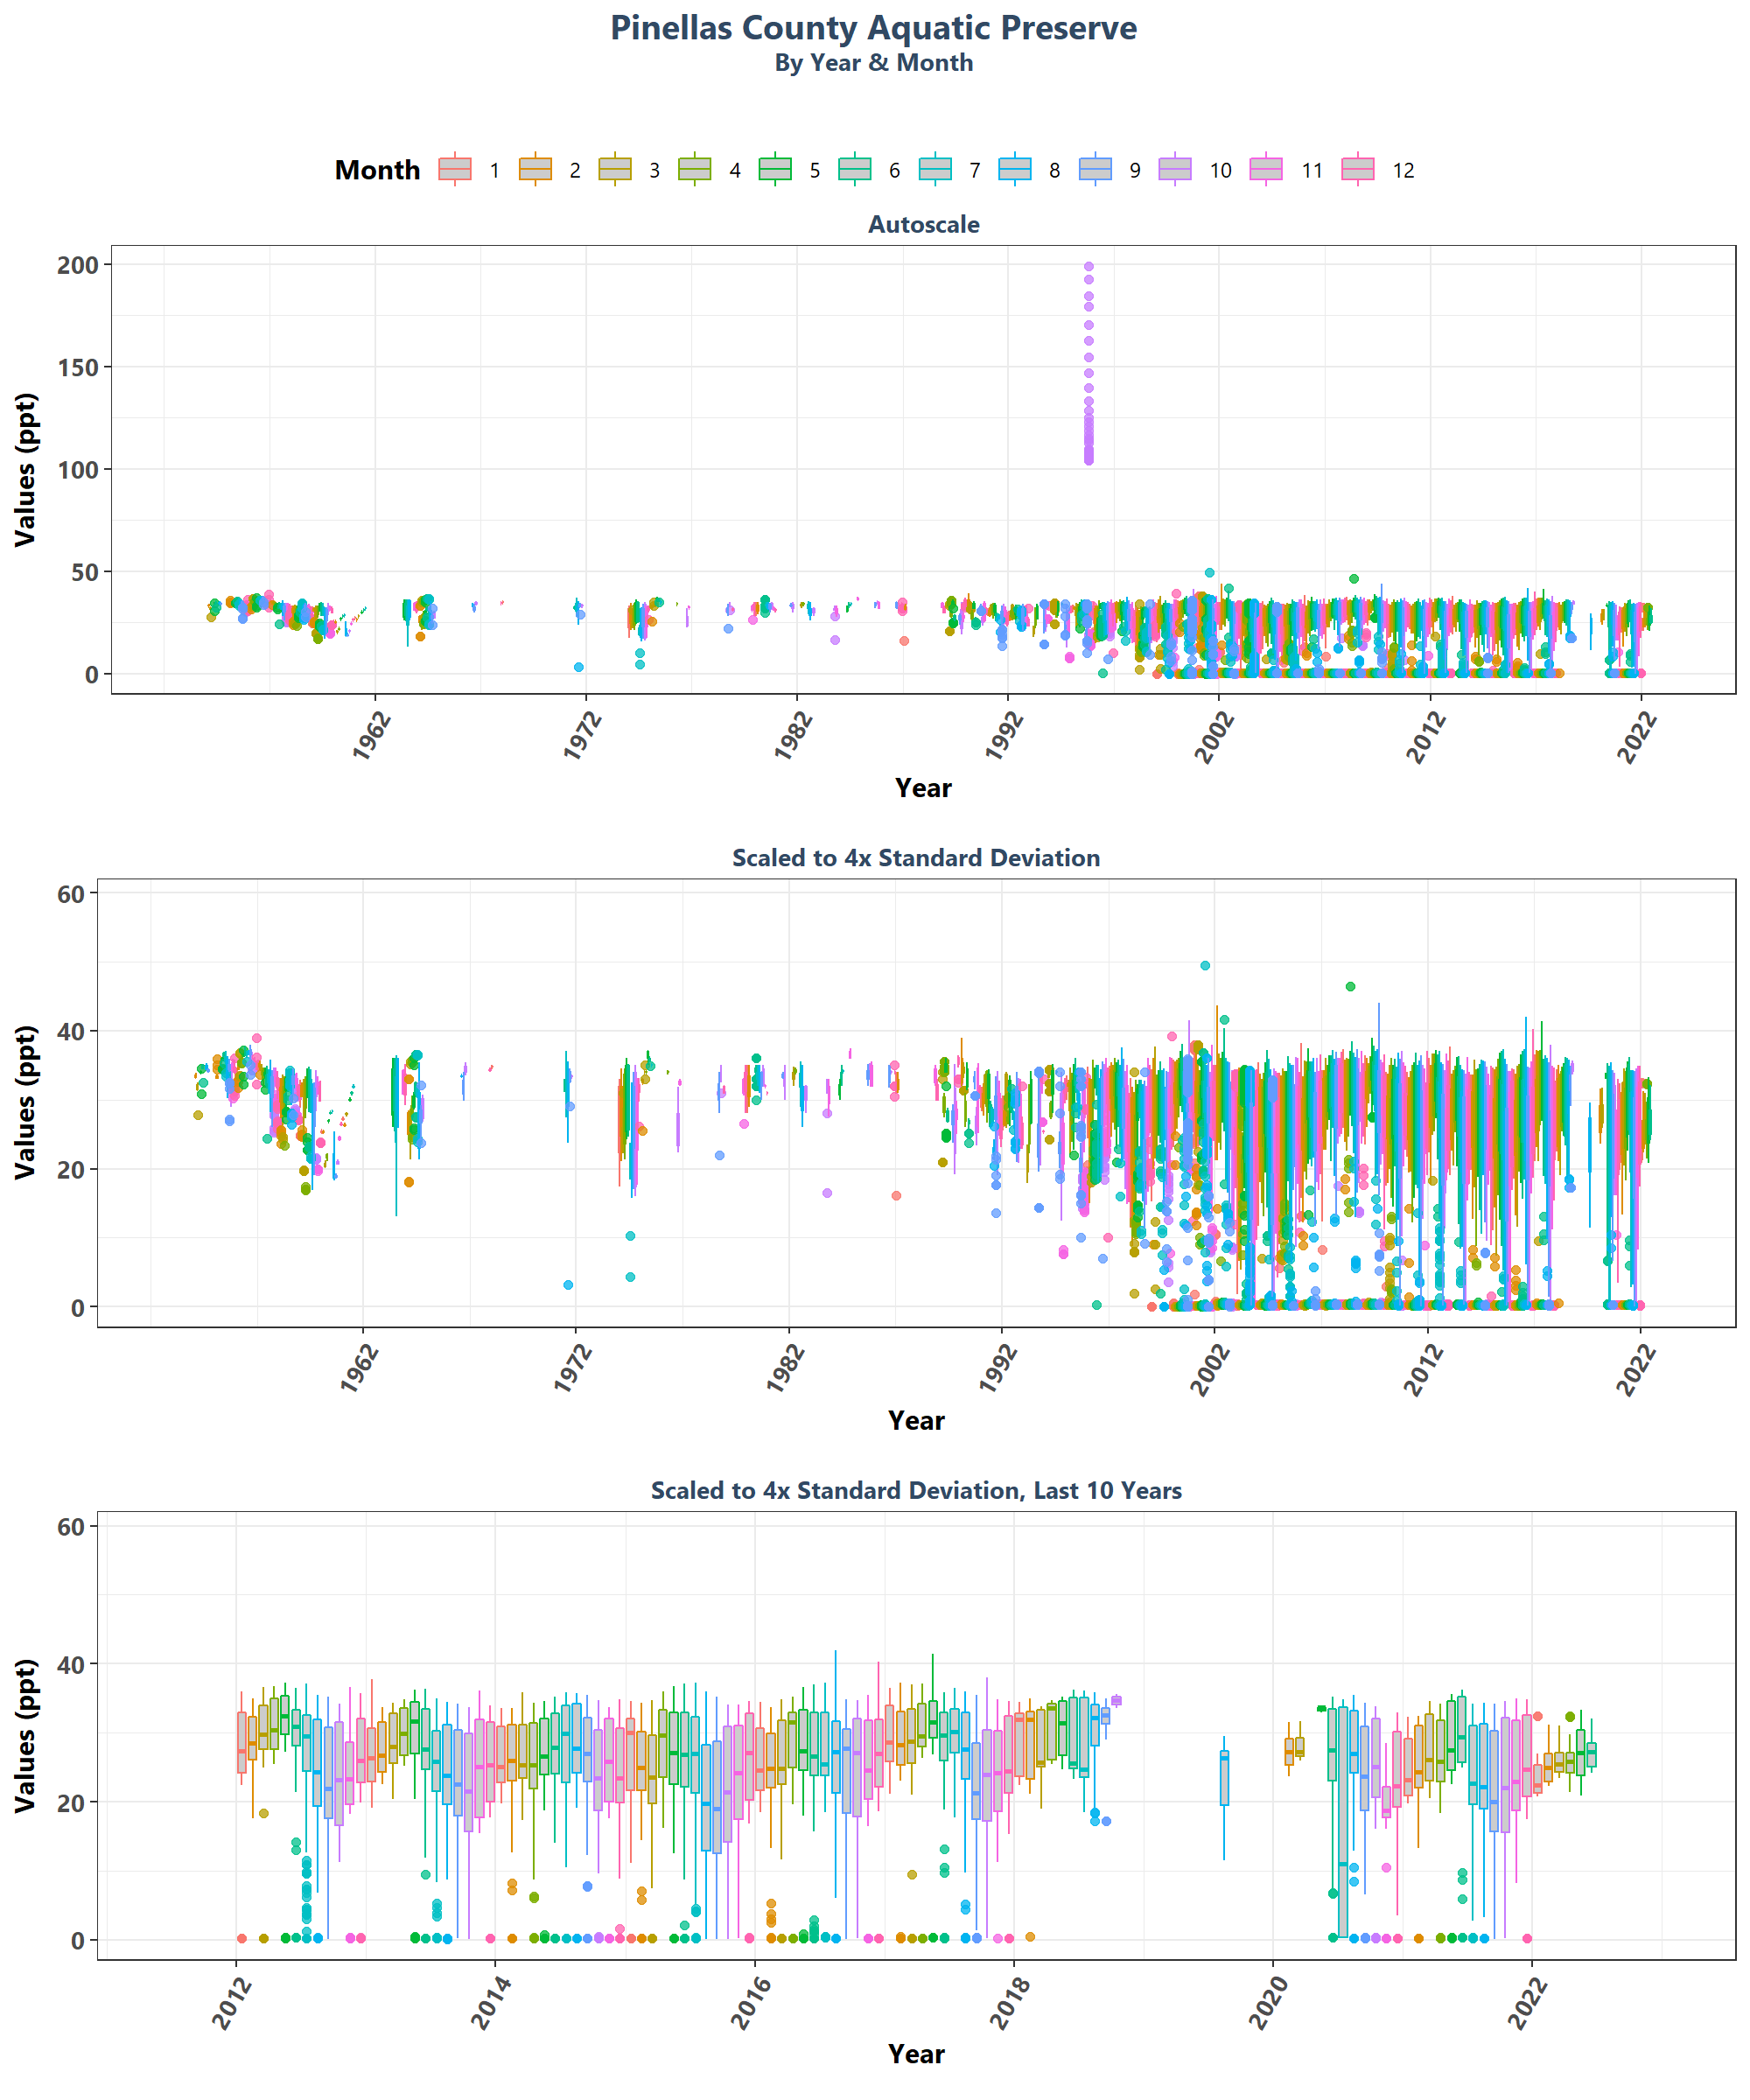 Pinellas County Aquatic Preserve
By Year & Month
Month 1 2 3 4 5 6 7 8 9 10 11 12
Autoscale
Values (ppt)
200
150
100
50
0
1962 1972 1982 1992 2002 2012 2022
Year
Scaled to 4x Standard Deviation
Values (ppt)
60
40
20
0
1962 1972 1982 1992 2002 2012 2022
Year
Scaled to 4x Standard Deviation, Last 10 Years
Values (ppt)
60
40
20
0
2012 2014 2016 2018 2020 2022
Year